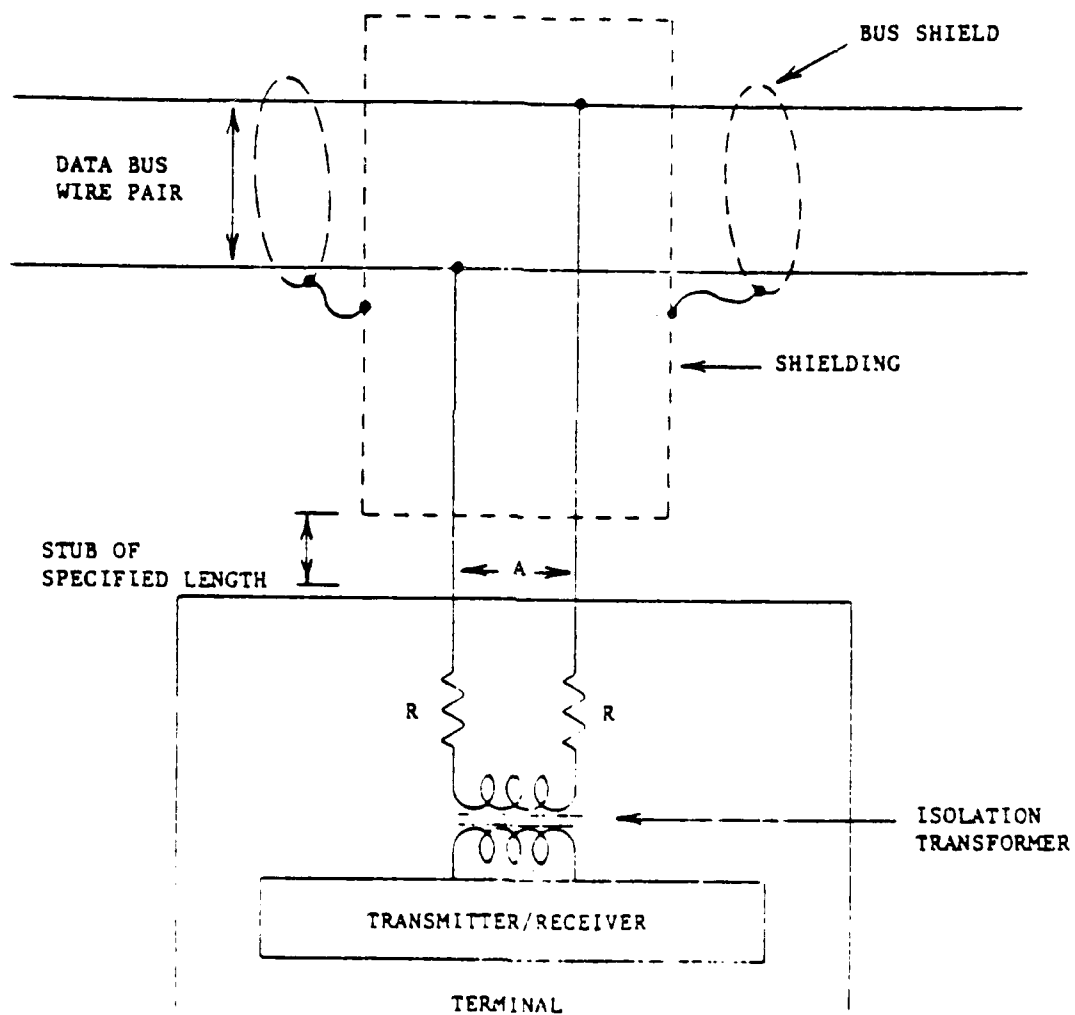 BUS SHIELD
DATA BUS
WIRE PAIR
SHIELDING
STUB OF
SPECIFIED LENGTH
A
R
R
ISOLATION
TRANSFORMER
TRANSMITTER/RECEIVER
TERMINAL